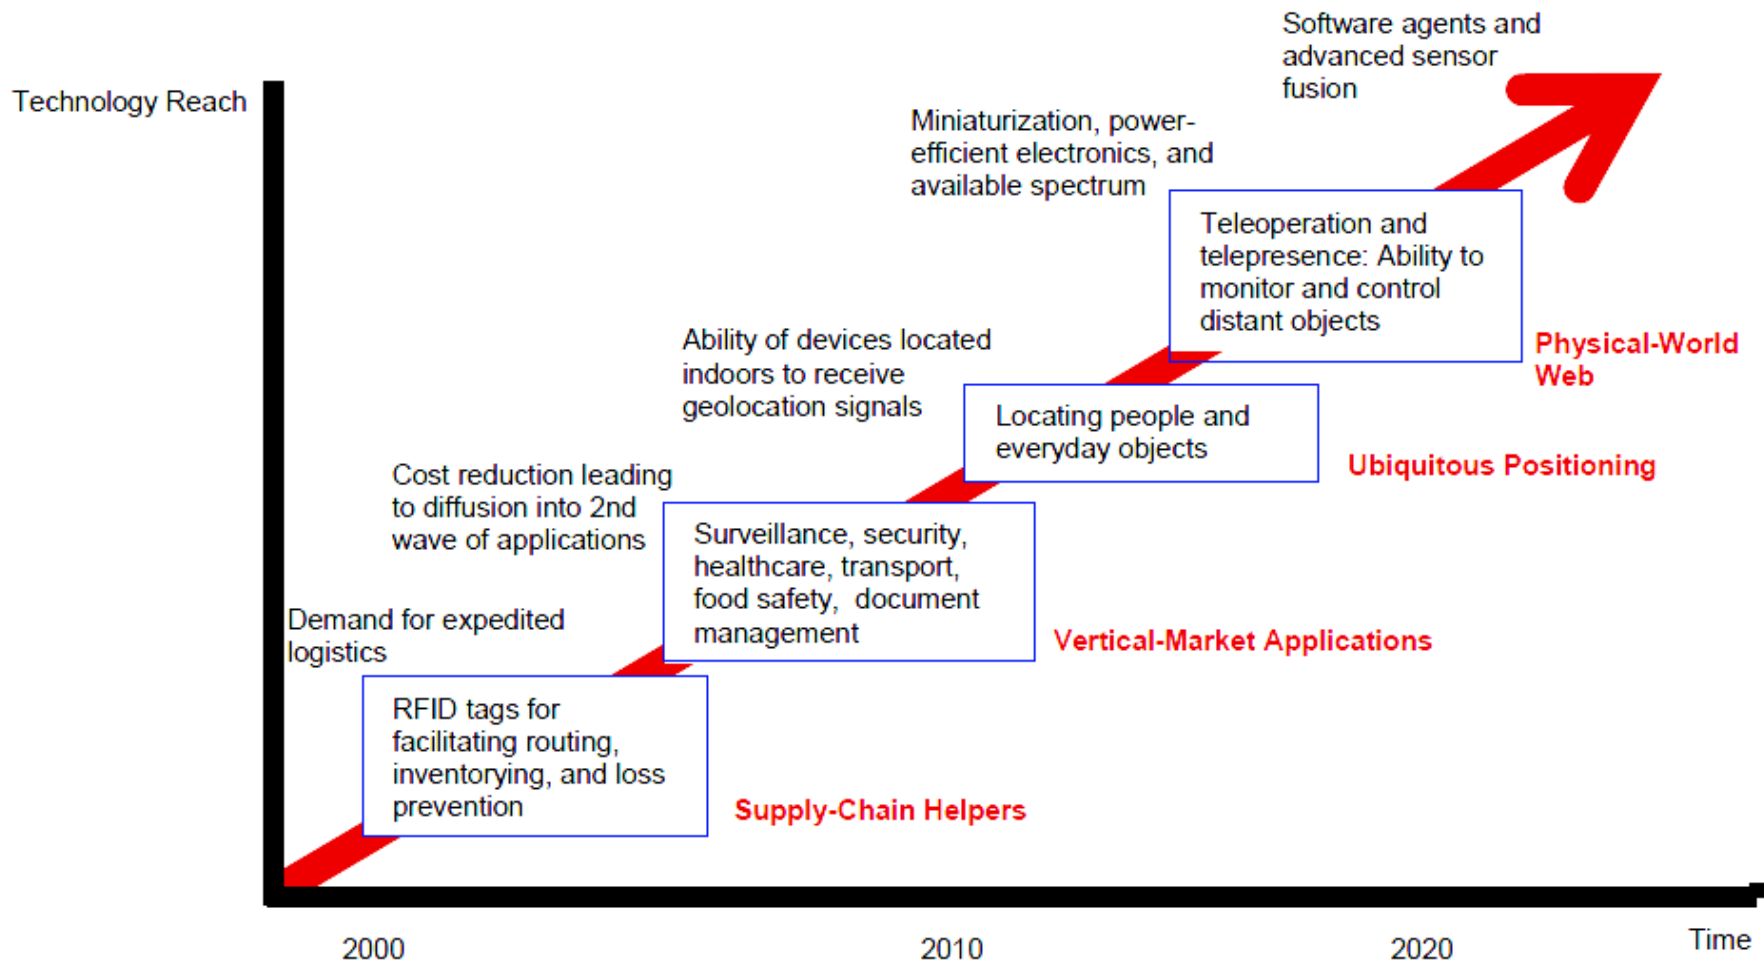 Software agents and
advanced sensor
fusion
Technology Reach
Miniaturization, power-
efficient electronics, and
available spectrum
Teleoperation and
telepresence: Ability to
monitor and control
distant objects
Physical-World
Web
Ability of devices located
indoors to receive
geolocation signals
Locating people and
everyday objects
Ubiquitous Positioning
Cost reduction leading
to diffusion into 2nd
wave of applications
Surveillance, security,
healthcare, transport,
food safety, document
management
Vertical-Market Applications
Demand for expedited
logistics
RFID tags for
facilitating routing,
inventorying, and loss
prevention
Supply-Chain Helpers
2000
2010
2020
Time